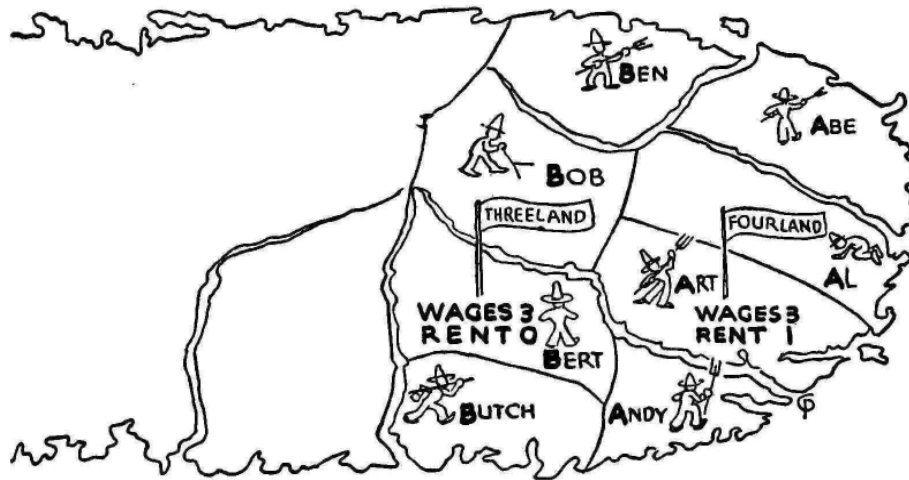 BEN
ABE
BOB
THREELAND
FOURLAND
ART
AL
WAGES 3
RENT 0
WAGES 3
RENT 1
BERT
BUTCH
ANDY